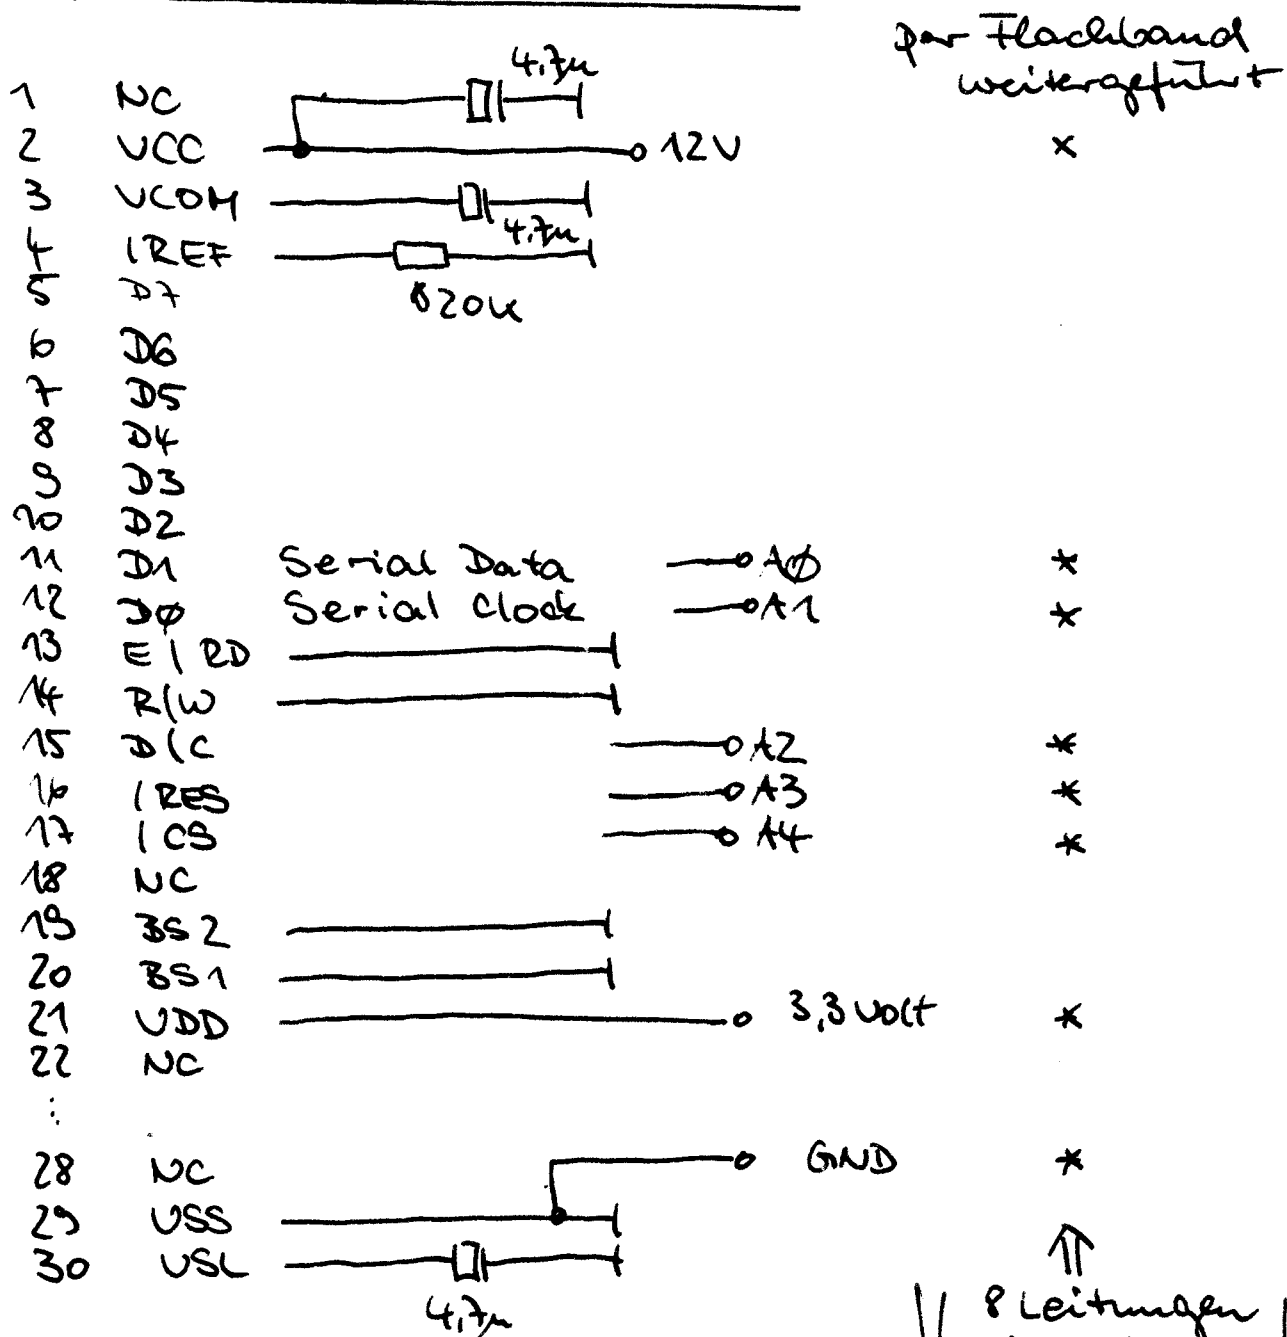 per Flachband
weitergeführt
4,7µ
1 NC
2 VCC 12V x
3 VCOM
4,7µ
4 IREF
820k
5 D7
6 D6
7 D5
8 D4
9 D3
10 D2
11 D1 Serial Data A0 *
12 D0 Serial Clock A1 *
13 E/RD
14 R/W
15 D/C A2 *
16 /RES A3 *
17 /CS A4 *
18 NC
19 BS2
20 BS1
21 VDD 3,3 Volt *
22 NC
⋮
28 NC GND *
29 VSS
30 VSL
4,7µ
8 Leitungen